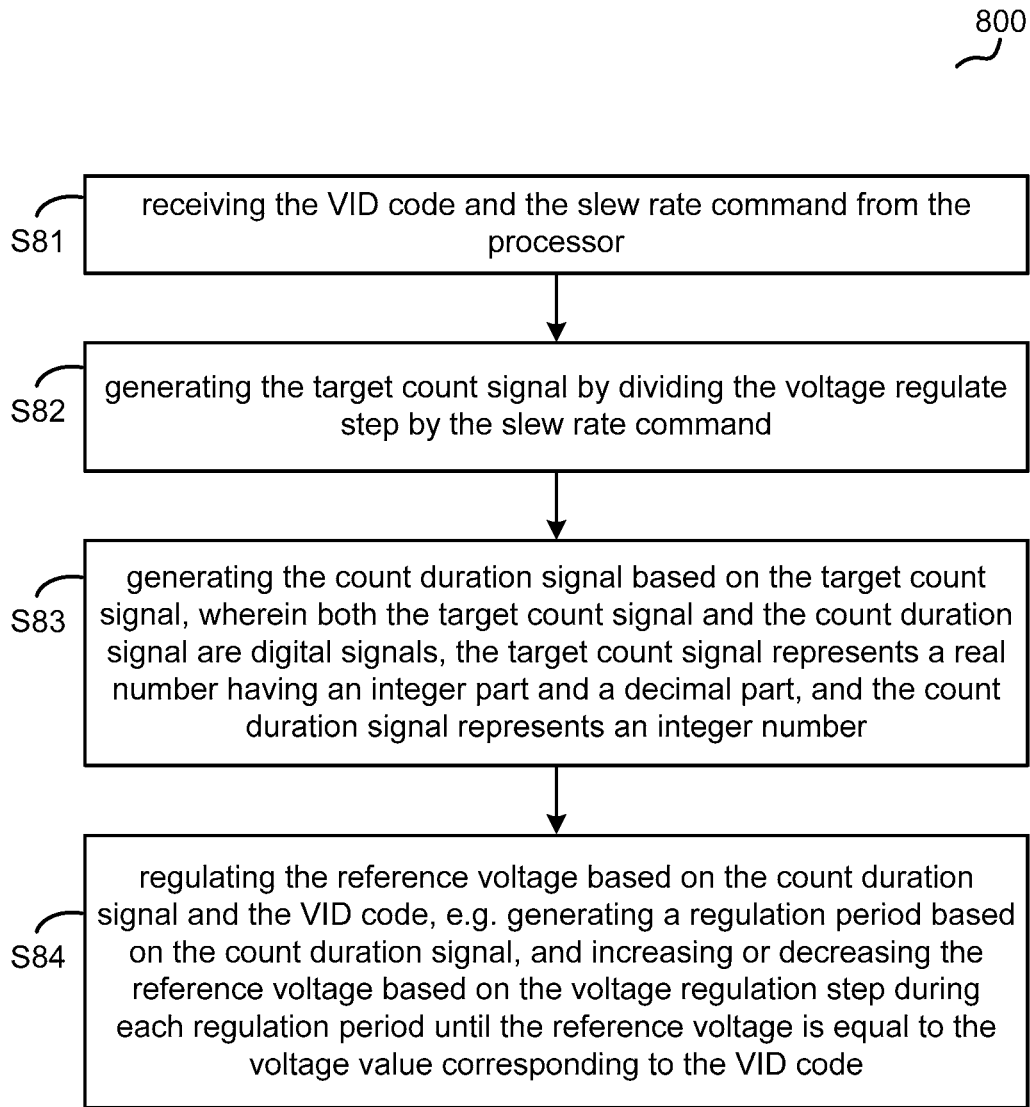 800
S81
receiving the VID code and the slew rate command from the
processor
S82
generating the target count signal by dividing the voltage regulate
step by the slew rate command
S83
generating the count duration signal based on the target count
signal, wherein both the target count signal and the count duration
signal are digital signals, the target count signal represents a real
number having an integer part and a decimal part, and the count
duration signal represents an integer number
S84
regulating the reference voltage based on the count duration
signal and the VID code, e.g. generating a regulation period based
on the count duration signal, and increasing or decreasing the
reference voltage based on the voltage regulation step during
each regulation period until the reference voltage is equal to the
voltage value corresponding to the VID code